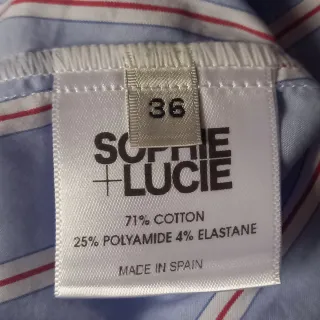 36
SOPHIE
+LUCIE
71% COTTON
25% POLYAMIDE 4% ELASTANE
MADE IN SPAIN